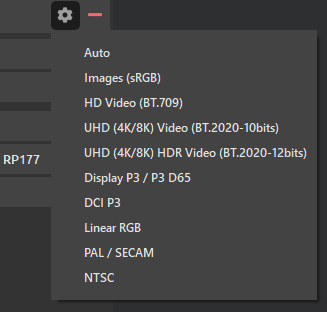 Auto
Images (sRGB)
HD Video (BT.709)
UHD (4K/8K) Video (BT.2020-10bits)
UHD (4K/8K) HDR Video (BT.2020-12bits)
RP177
Display P3 / P3 D65
DCI P3
Linear RGB
PAL / SECAM
NTSC